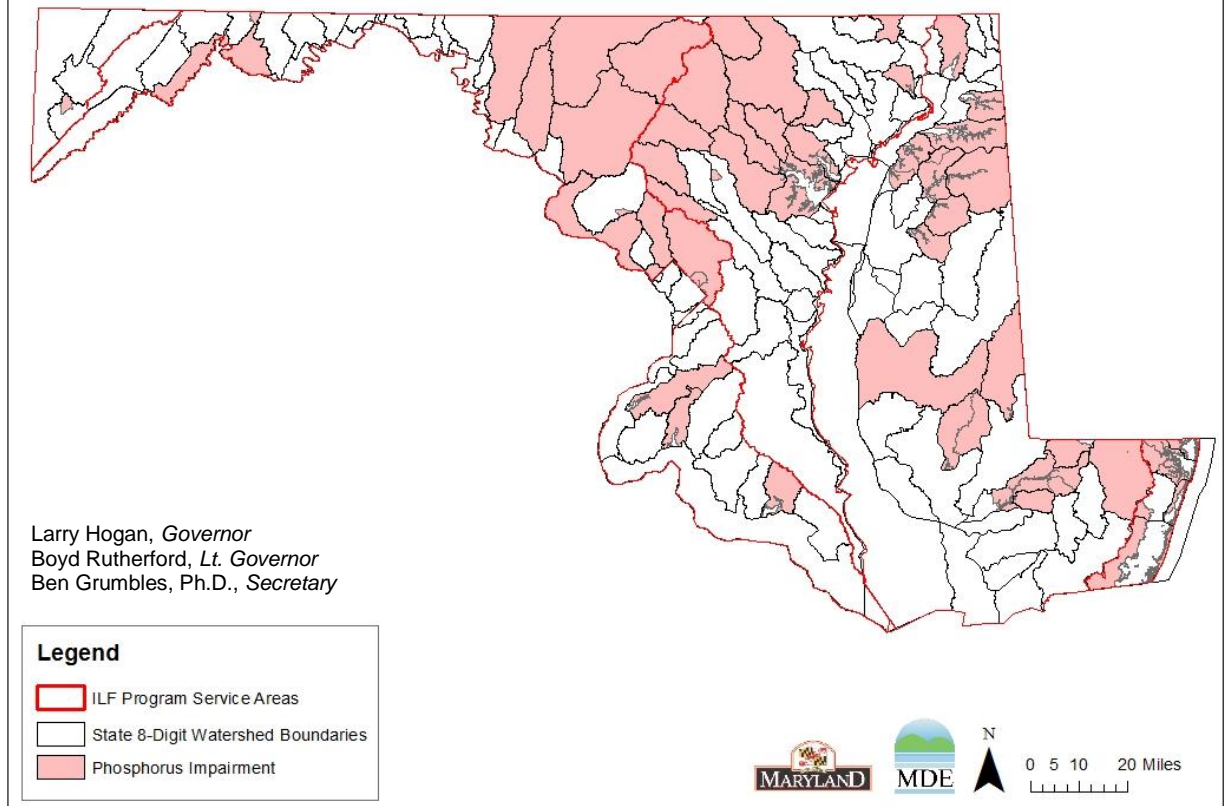 Larry Hogan, Governor
Boyd Rutherford, Lt. Governor
Ben Grumbles, Ph.D., Secretary
Legend
ILF Program Service Areas
State 8-Digit Watershed Boundaries
Phosphorus Impairment
MARYLAND
MDE
N
0 5 10 20 Miles